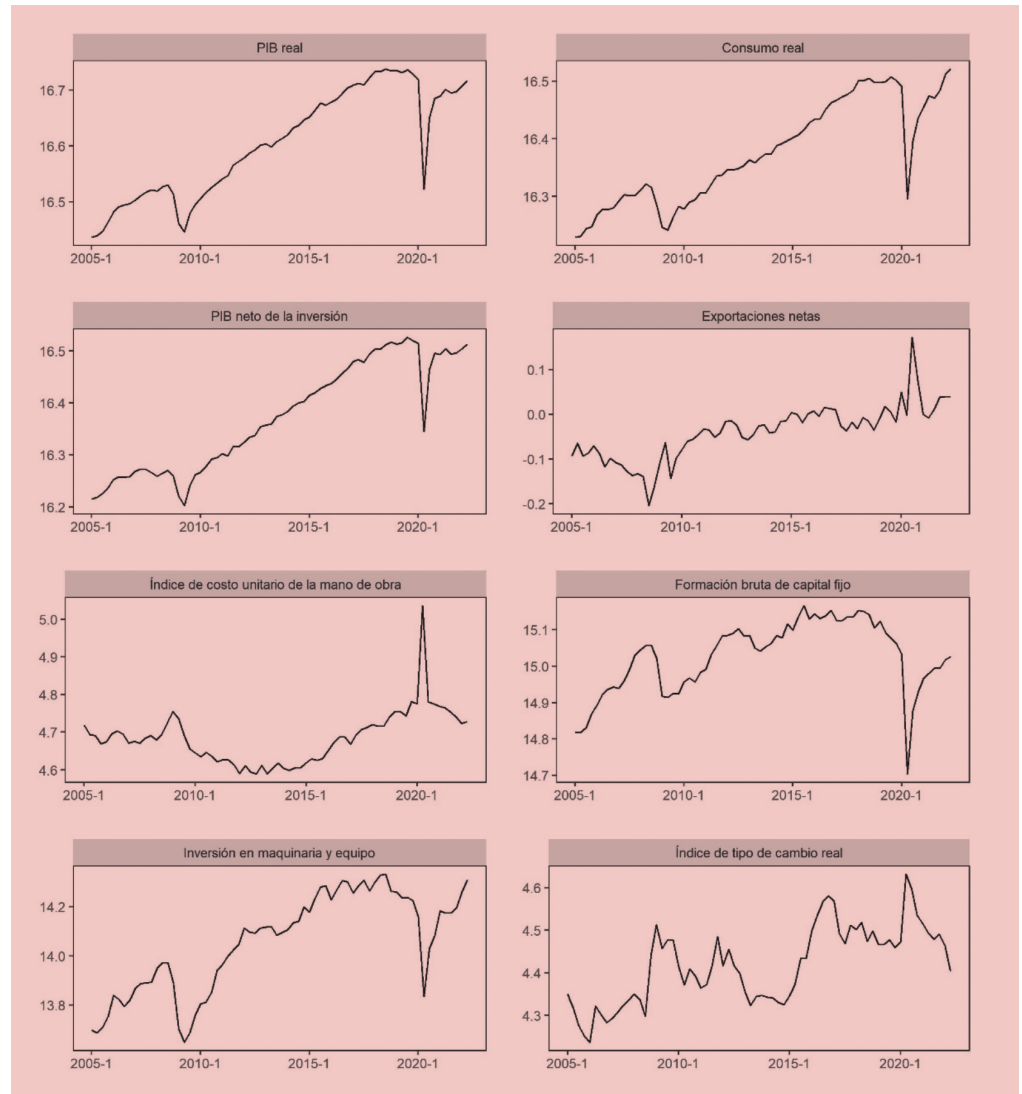 PIB real
16.7
16.6
16.5
2005-1 2010-1 2015-1 2020-1
Consumo real
16.5
16.4
16.3
2005-1 2010-1 2015-1 2020-1
PIB neto de la inversión
16.5
16.4
16.3
16.2
2005-1 2010-1 2015-1 2020-1
Exportaciones netas
0.1
0.0
-0.1
-0.2
2005-1 2010-1 2015-1 2020-1
Índice de costo unitario de la mano de obra
5.0
4.9
4.8
4.7
4.6
2005-1 2010-1 2015-1 2020-1
Formación bruta de capital fijo
15.1
15.0
14.9
14.8
14.7
2005-1 2010-1 2015-1 2020-1
Inversión en maquinaria y equipo
14.2
14.0
13.8
2005-1 2010-1 2015-1 2020-1
Índice de tipo de cambio real
4.6
4.5
4.4
4.3
2005-1 2010-1 2015-1 2020-1